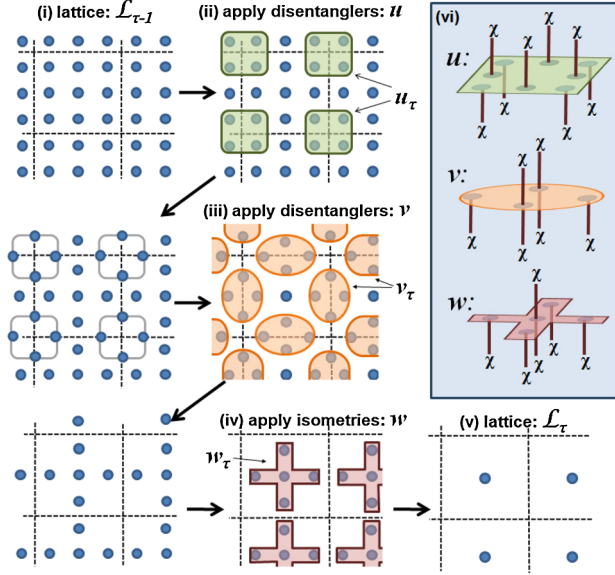 (i) lattice: ℒτ-1
(ii) apply disentanglers: u
uτ
(iii) apply disentanglers: v
vτ
(iv) apply isometries: w
wτ
(v) lattice: ℒτ
(vi)
u:
χ χ χ χ
χ χ χ χ
v:
χ χ
χ χ χ χ
w:
χ
χ χ χ χ χ